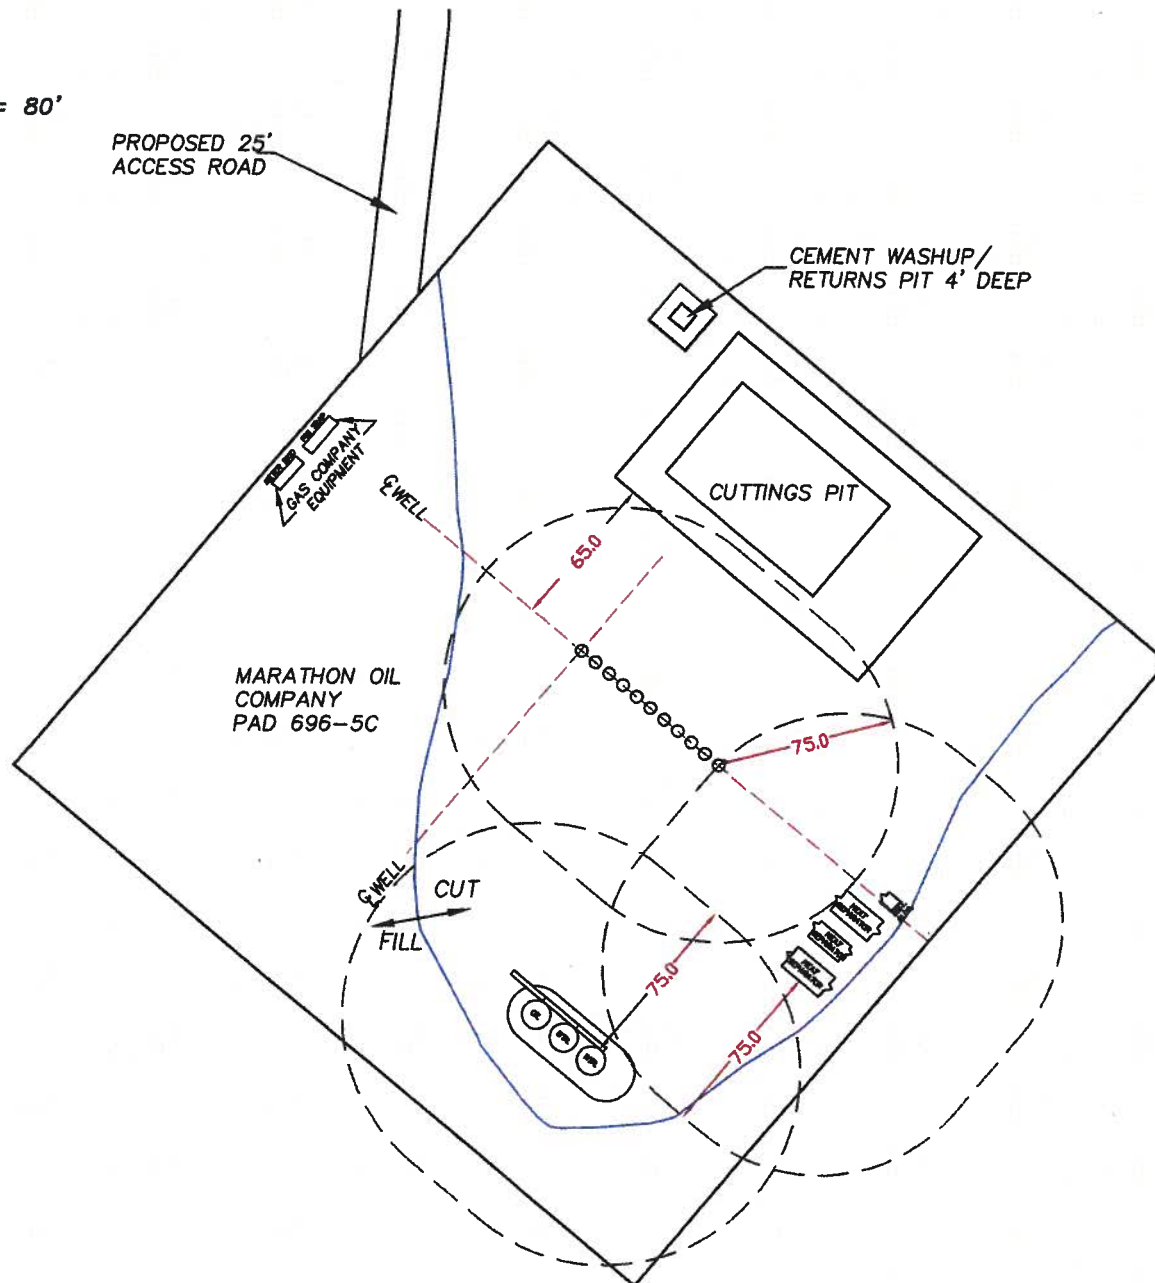 = 80'
PROPOSED 25'
ACCESS ROAD
CEMENT WASHUP/
RETURNS PIT 4' DEEP
GAS COMPANY
EQUIPMENT
℄ WELL
CUTTINGS PIT
65.0
MARATHON OIL
COMPANY
PAD 696-5C
75.0
℄ WELL
CUT
FILL
75.0
75.0
OIL